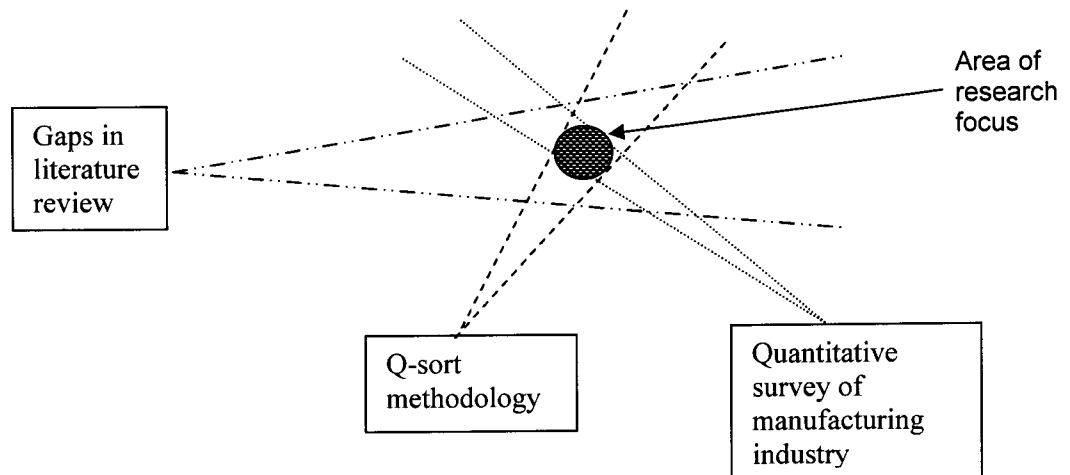 Area of
research
focus
Gaps in
literature
review
Q-sort
methodology
Quantitative
survey of
manufacturing
industry